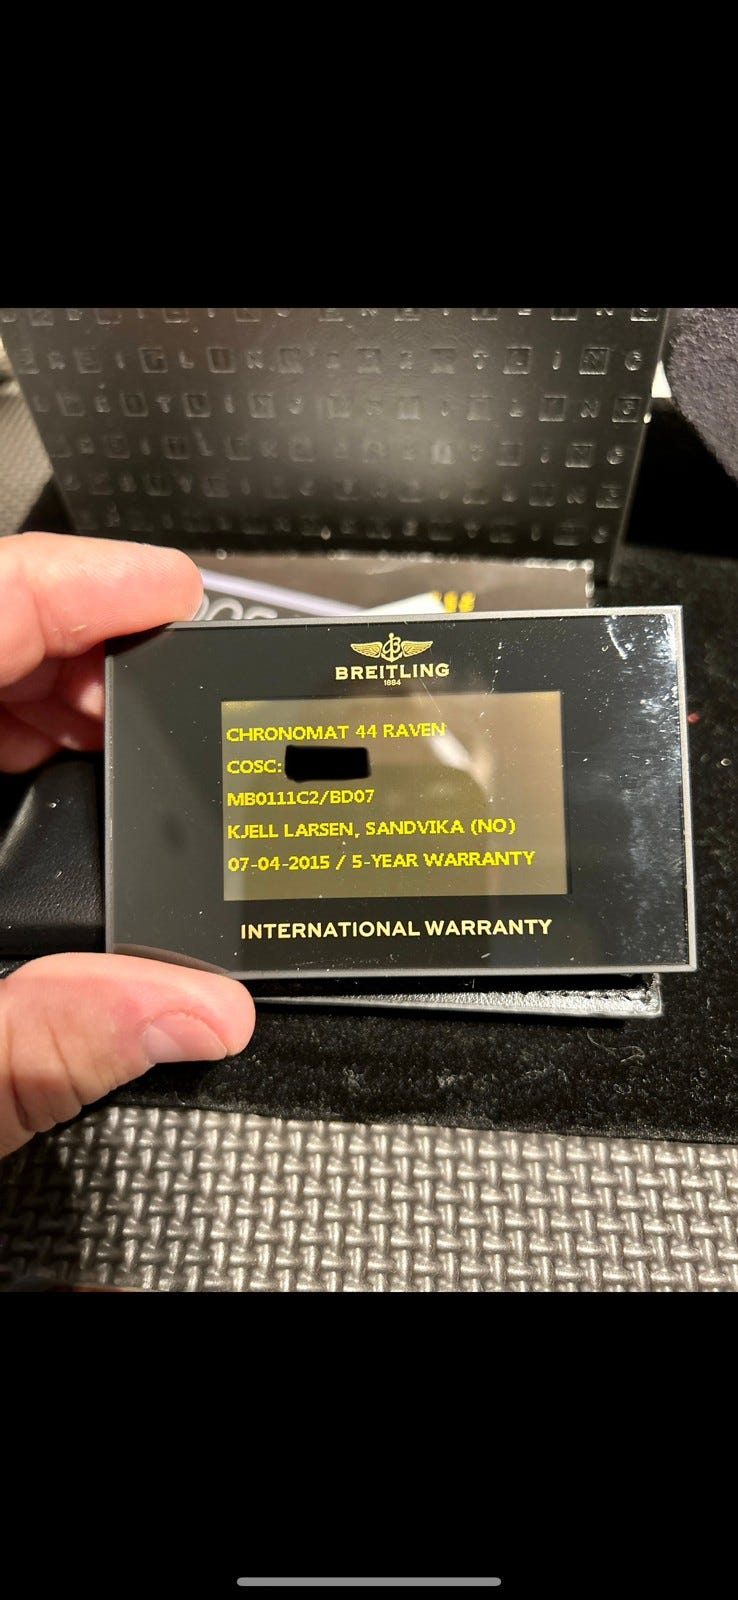 BREITLING
1884
CHRONOMAT 44 RAVEN
COSC:
MB0111C2/BD07
KJELL LARSEN, SANDVIKA (NO)
07-04-2015 / 5-YEAR WARRANTY
INTERNATIONAL WARRANTY